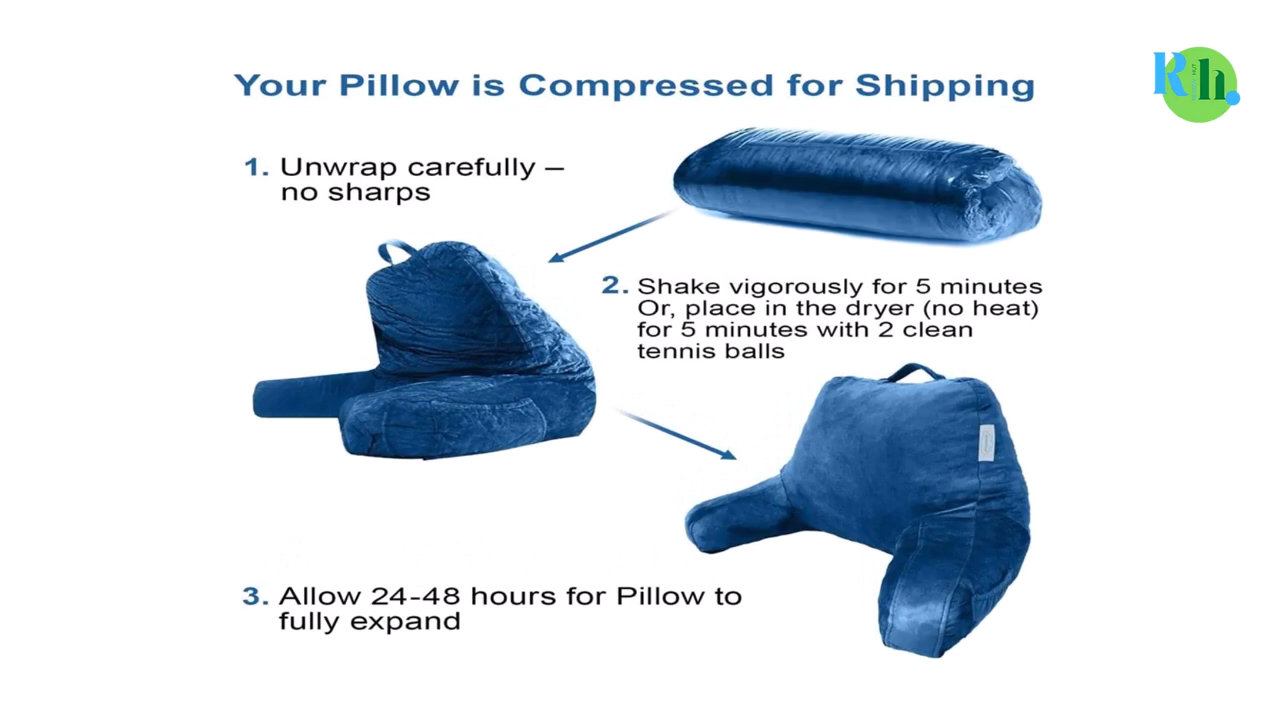 Your Pillow is Compressed for Shipping
1. Unwrap carefully –
no sharps
2. Shake vigorously for 5 minutes
Or, place in the dryer (no heat)
for 5 minutes with 2 clean
tennis balls
3. Allow 24-48 hours for Pillow to
fully expand
Rh.